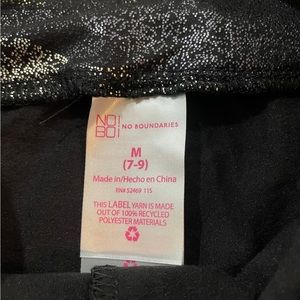 NO!
BO!
NO BOUNDARIES
M
(7-9)
Made in/Hecho en China
RN# 52469 115
THIS LABEL YARN IS MADE
OUT OF 100% RECYCLED
POLYESTER MATERIALS